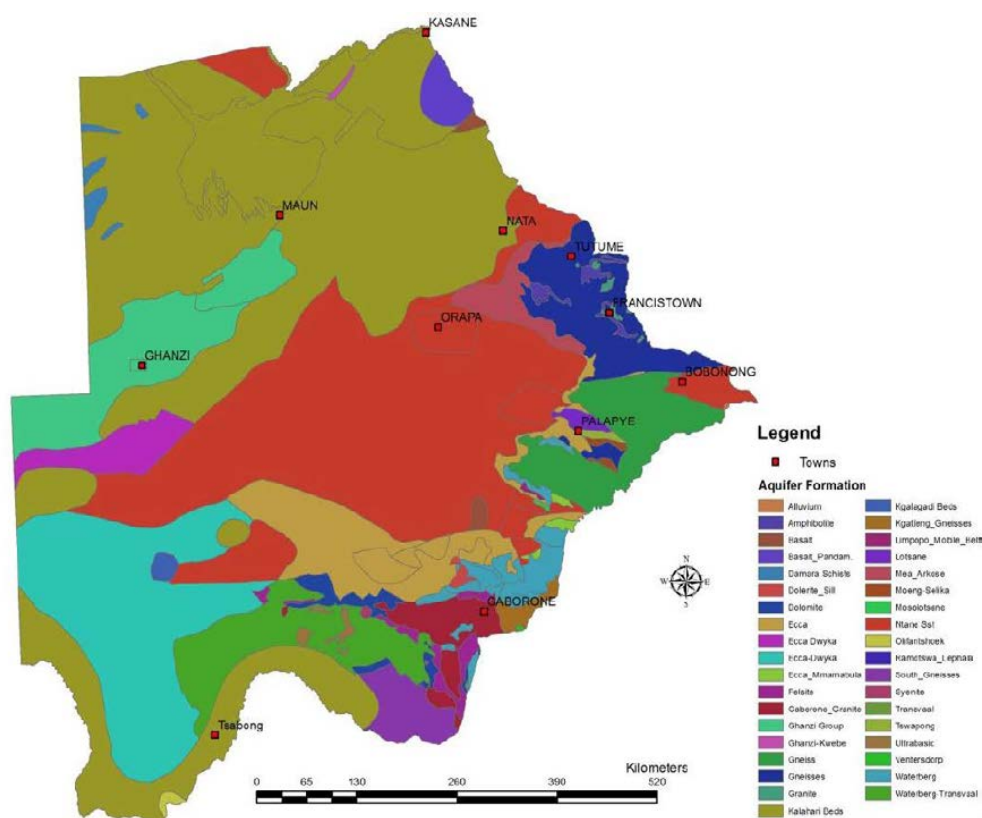 KASANE
MAUN
NATA
TUTUME
FRANCISTOWN
ORAPA
GHANZI
BOBONONG
PALAPYE
GABORONE
Tsabong
N
W E
S
Kilometers
0 65 130 260 390 520
Legend
Towns
Aquifer Formation
Alluvium
Amphibolite
Basalt
Basalt_Pandam.
Damara Schists
Dolerite_Sill
Dolomite
Ecca
Ecca Dwyka
Ecca-Dwyka
Ecca_Mmamabula
Felsite
Gaborone_Granite
Ghanzi Group
Ghanzi-Kwebe
Gneiss
Gneisses
Granite
Kalahari Beds
Kgalagadi Beds
Kgatleng_Gneisses
Limpopo_Mobile_Belt
Lotsane
Mea_Arkose
Moeng-Selika
Mosolotsane
Ntane Sst
Olifantshoek
Ramotswa_Lephala
South_Gneisses
Syenite
Transvaal
Tswapong
Ultrabasic
Ventersdorp
Waterberg
Waterberg-Transvaal